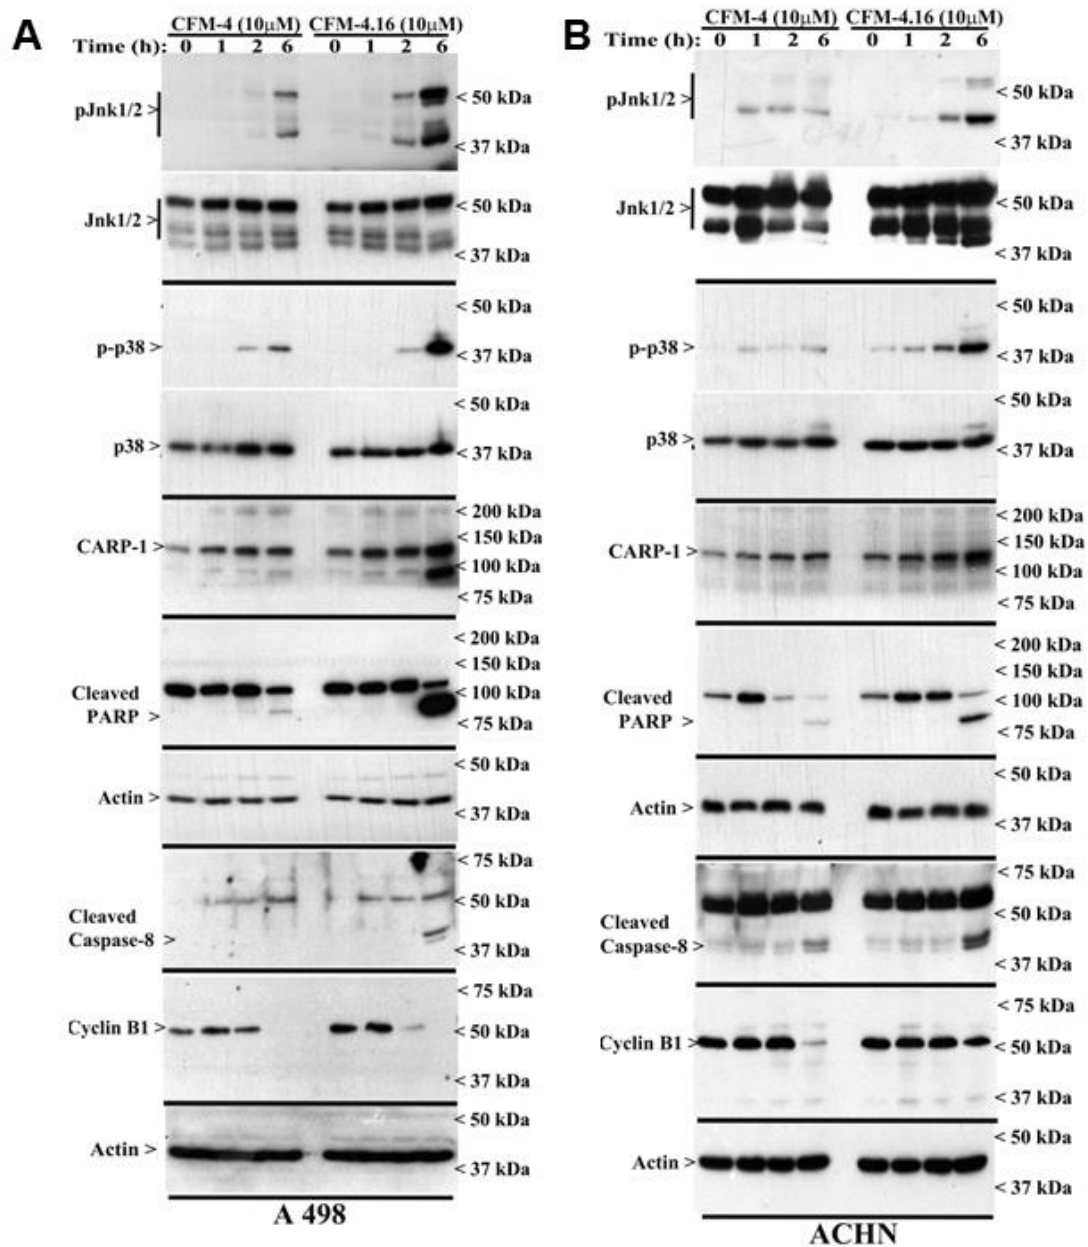 A
CFM-4 (10µM) CFM-4.16 (10µM)
Time (h): 0 1 2 6 0 1 2 6
pJnk1/2 >
< 50 kDa
< 37 kDa
Jnk1/2 >
< 50 kDa
< 37 kDa
< 50 kDa
p-p38 >
< 37 kDa
< 50 kDa
p38 >
< 37 kDa
< 200 kDa
CARP-1 >
< 150 kDa
< 100 kDa
< 75 kDa
< 200 kDa
< 150 kDa
Cleaved
< 100 kDa
PARP >
< 75 kDa
< 50 kDa
Actin >
< 37 kDa
< 75 kDa
< 50 kDa
Cleaved
Caspase-8 >
< 37 kDa
< 75 kDa
Cyclin B1 >
< 50 kDa
< 37 kDa
< 50 kDa
Actin >
< 37 kDa
A 498
B
CFM-4 (10µM) CFM-4.16 (10µM)
Time (h): 0 1 2 6 0 1 2 6
pJnk1/2 >
< 50 kDa
< 37 kDa
Jnk1/2 >
< 50 kDa
< 37 kDa
< 50 kDa
p-p38 >
< 37 kDa
< 50 kDa
p38 >
< 37 kDa
< 200 kDa
CARP-1 >
< 150 kDa
< 100 kDa
< 75 kDa
< 200 kDa
< 150 kDa
Cleaved
< 100 kDa
PARP >
< 75 kDa
< 50 kDa
Actin >
< 37 kDa
< 75 kDa
< 50 kDa
Cleaved
Caspase-8 >
< 37 kDa
< 75 kDa
Cyclin B1 >
< 50 kDa
< 37 kDa
< 50 kDa
Actin >
< 37 kDa
ACHN